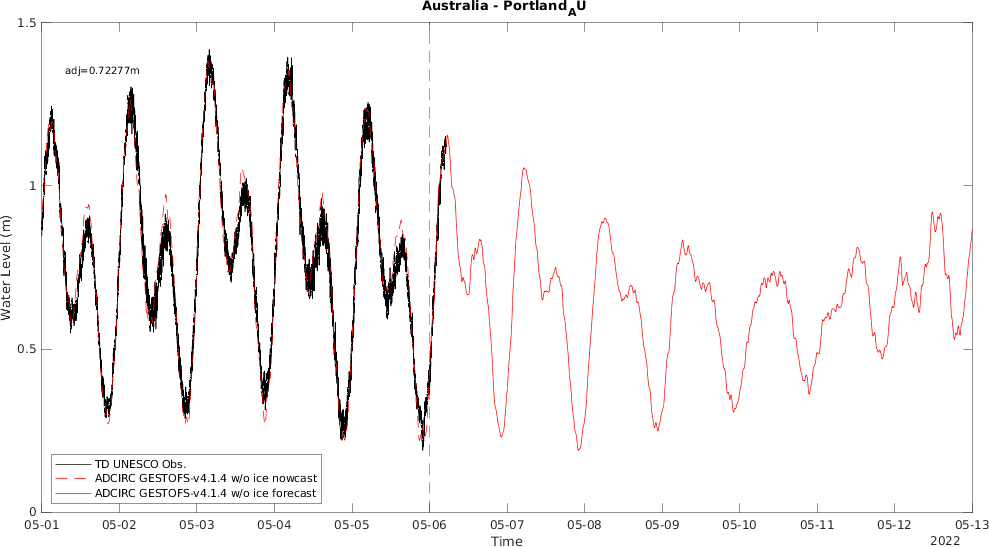 Australia - Portland_AU
adj=0.72277m
1.5
1
0.5
0
Water Level (m)
TD UNESCO Obs.
ADCIRC GESTOFS-v4.1.4 w/o ice nowcast
ADCIRC GESTOFS-v4.1.4 w/o ice forecast
05-01 05-02 05-03 05-04 05-05 05-06 05-07 05-08 05-09 05-10 05-11 05-12 05-13
Time
2022